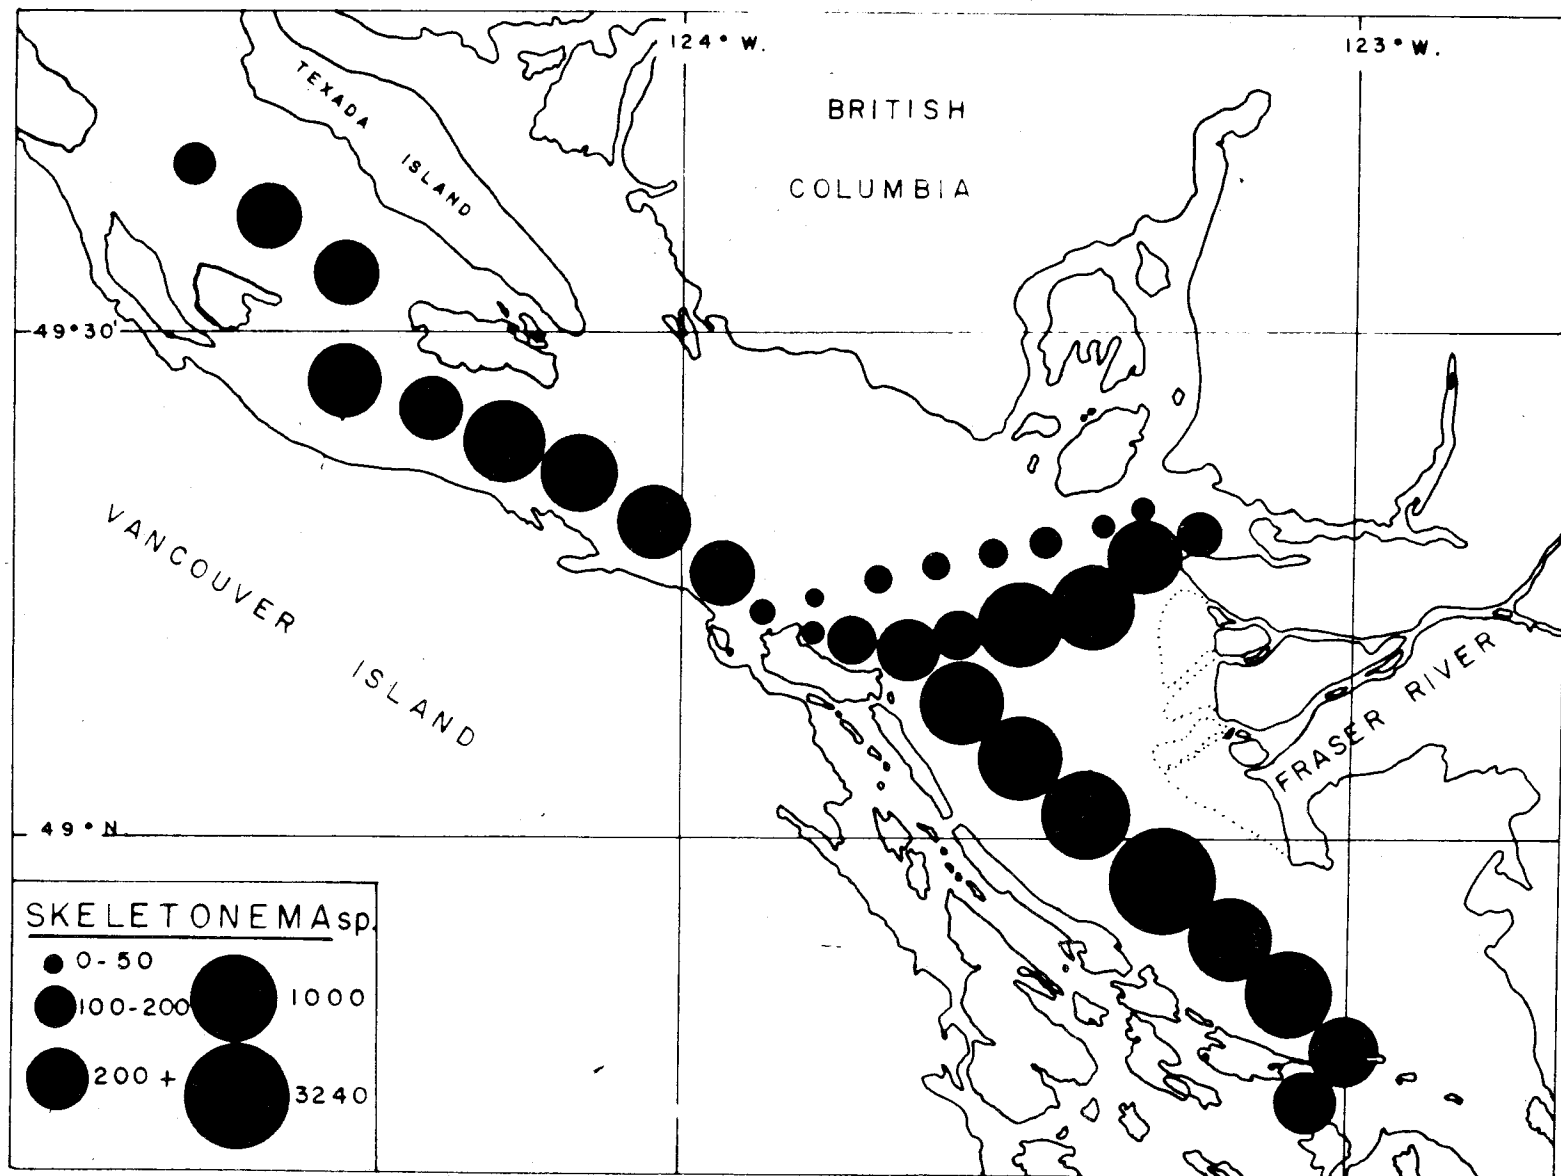 124° W.
123° W.
TEXADA ISLAND
BRITISH
COLUMBIA
49°30'
VANCOUVER ISLAND
FRASER RIVER
49° N
SKELETONEMA sp.
0-50
100-200
1000
200 +
3240